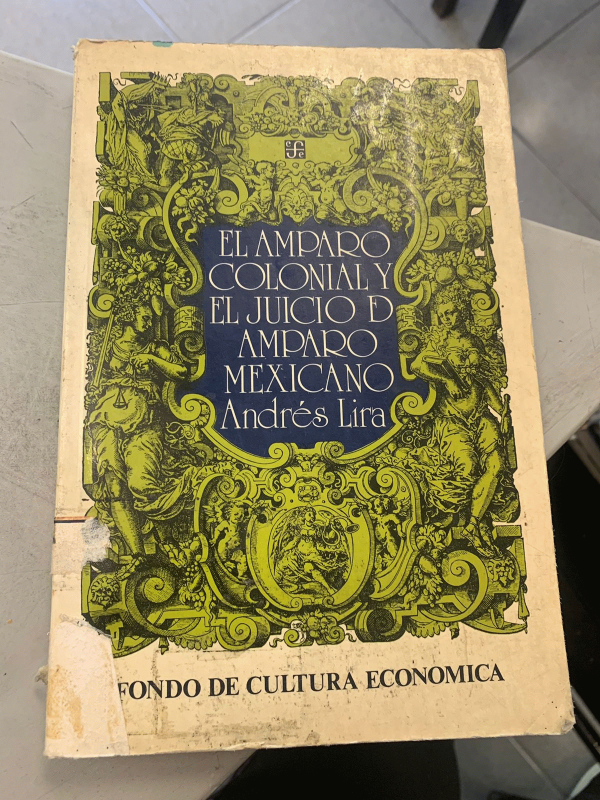 EL AMPARO
COLONIAL Y
EL JUICIO D
AMPARO
MEXICANO
Andrés Lira
FONDO DE CULTURA ECONOMICA